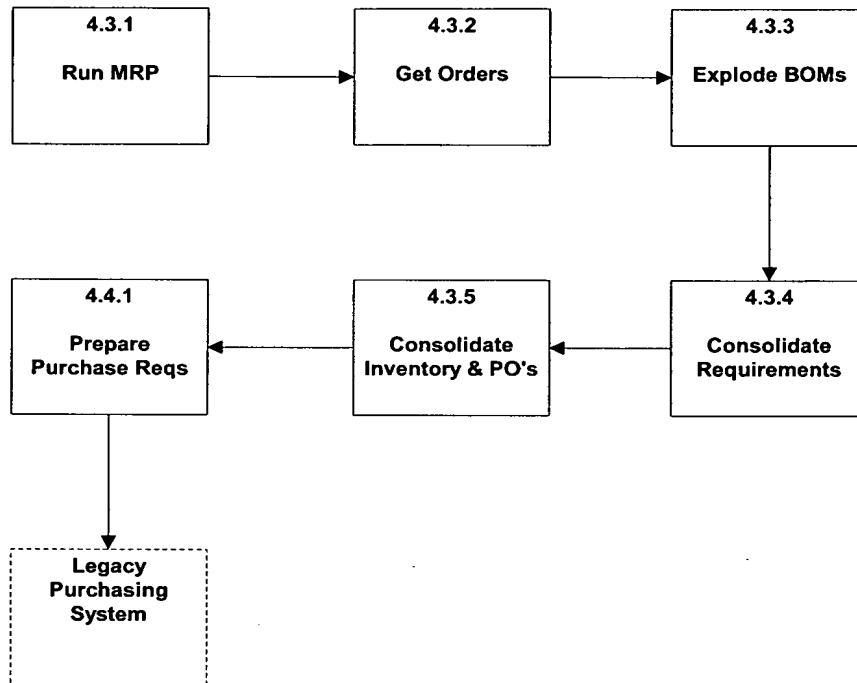 4.3.1
Run MRP
4.3.2
Get Orders
4.3.3
Explode BOMs
4.4.1
Prepare
Purchase Reqs
4.3.5
Consolidate
Inventory & PO's
4.3.4
Consolidate
Requirements
Legacy
Purchasing
System